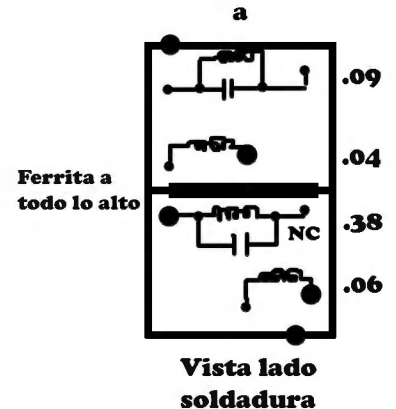 a
.09
.04
Ferrita a
todo lo alto
.38
NC
.06
Vista lado
soldadura